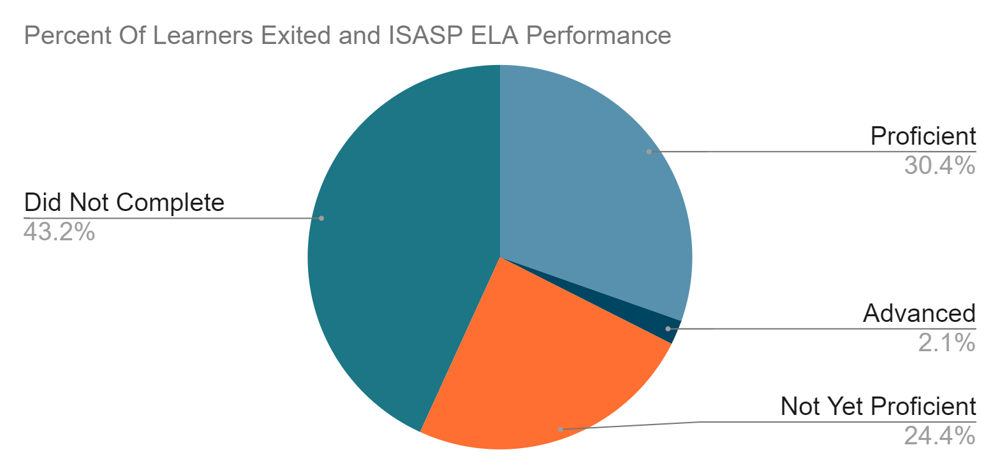 Percent Of Learners Exited and ISASP ELA Performance
Proficient
30.4%
Did Not Complete
43.2%
Advanced
2.1%
Not Yet Proficient
24.4%